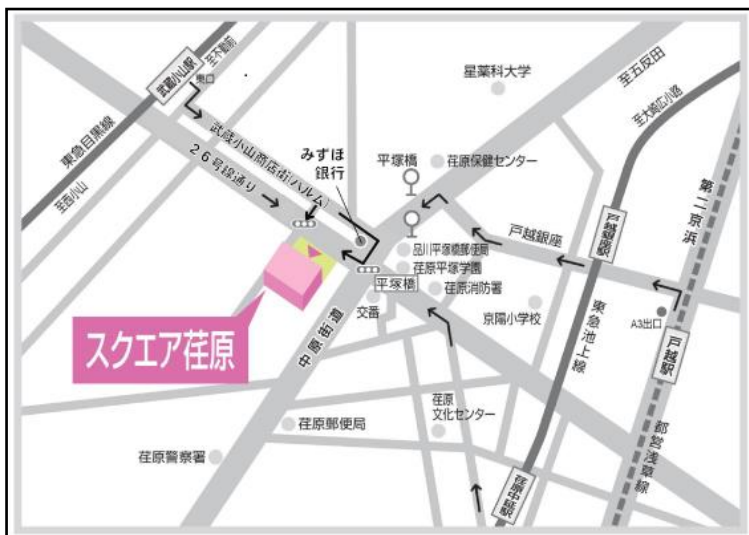 武蔵小山駅
東口
至不動前
東急目黒線
至西小山
武蔵小山商店街(パルム)
26号線通り
みずほ
銀行
平塚橋
星薬科大学
至五反田
荏原保健センター
至大崎広小路
第二京浜
戸越銀座
戸越銀座駅
品川平塚橋郵便局
荏原平塚学園
荏原消防署
平塚橋
交番
京陽小学校
東急池上線
A3出口
戸越駅
都営浅草線
スクエア荏原
中原街道
荏原
文化センター
荏原郵便局
荏原警察署
荏原中延駅